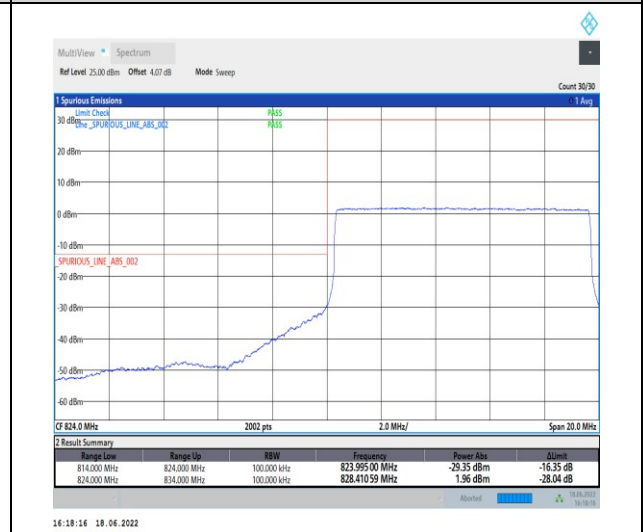 MultiView Spectrum
Ref Level 25.00 dBm Offset 4.07 dB Mode Sweep
Count 30/30
1 Spurious Emissions 1 Avg
Limit Check PASS
Line _SPURIOUS_LINE_ABS_002 PASS
30 dBm
20 dBm
10 dBm
0 dBm
-10 dBm
_SPURIOUS_LINE_ABS_002
-20 dBm
-30 dBm
-40 dBm
-50 dBm
-60 dBm
CF 824.0 MHz 2002 pts 2.0 MHz/ Span 20.0 MHz
2 Result Summary
Range Low Range Up RBW Frequency Power Abs ΔLimit
814.000 MHz 824.000 MHz 100.000 kHz 823.99500 MHz -29.35 dBm -16.35 dB
824.000 MHz 834.000 MHz 100.000 kHz 828.41059 MHz 1.96 dBm -28.04 dB
Aborted 18.06.2022
16:18:16
16:18:16 18.06.2022